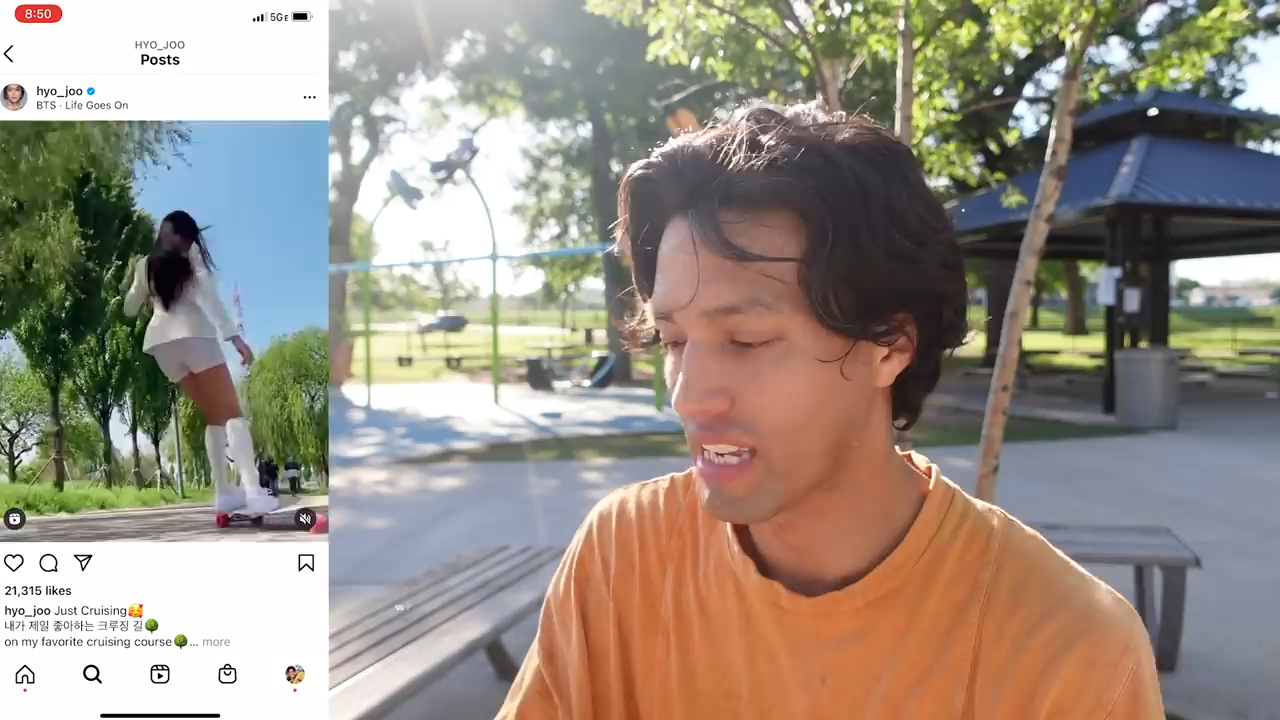 8:50
5GE
HYO_JOO
Posts
hyo_joo
BTS · Life Goes On
21,315 likes
hyo_joo Just Cruising🥰
내가 제일 좋아하는 크루징 길🌳
on my favorite cruising course🌳... more